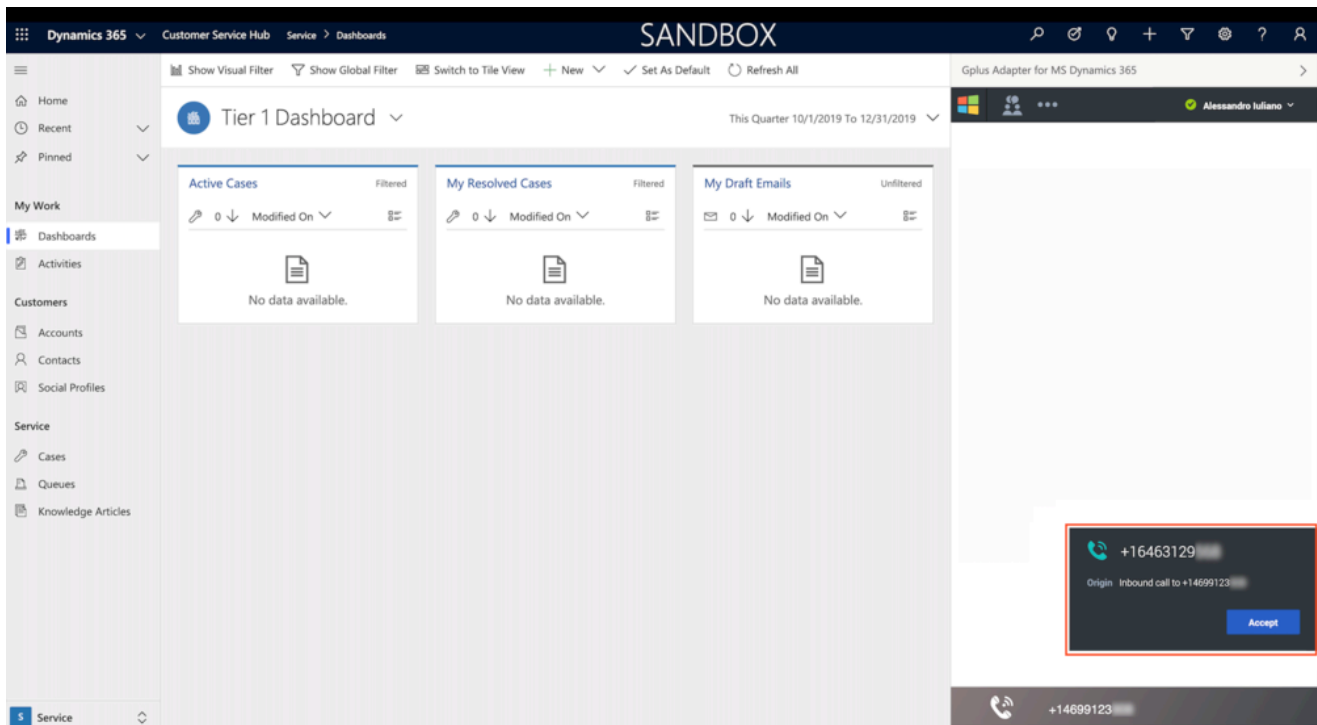 Dynamics 365 Customer Service Hub Service > Dashboards SANDBOX
Show Visual Filter Show Global Filter Switch to Tile View + New Set As Default Refresh All
Gplus Adapter for MS Dynamics 365
Home
Recent
Pinned
My Work
Dashboards
Activities
Customers
Accounts
Contacts
Social Profiles
Service
Cases
Queues
Knowledge Articles
S Service
Tier 1 Dashboard
This Quarter 10/1/2019 To 12/31/2019
Active Cases Filtered
0 ↓ Modified On
No data available.
My Resolved Cases Filtered
0 ↓ Modified On
No data available.
My Draft Emails Unfiltered
0 ↓ Modified On
No data available.
Alessandro Iuliano
+16463129
Origin Inbound call to +14699123
Accept
+14699123